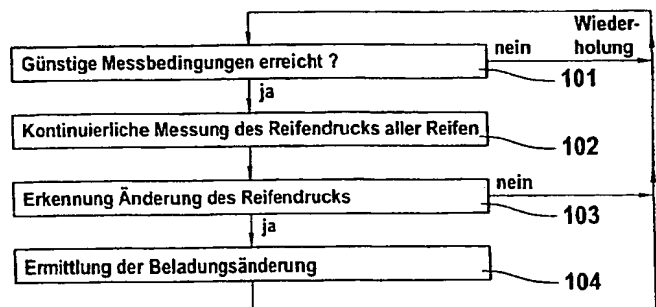 Wieder-
holung
Günstige Messbedingungen erreicht ?
nein
101
ja
Kontinuierliche Messung des Reifendrucks aller Reifen
102
Erkennung Änderung des Reifendrucks
nein
103
ja
Ermittlung der Beladungsänderung
104